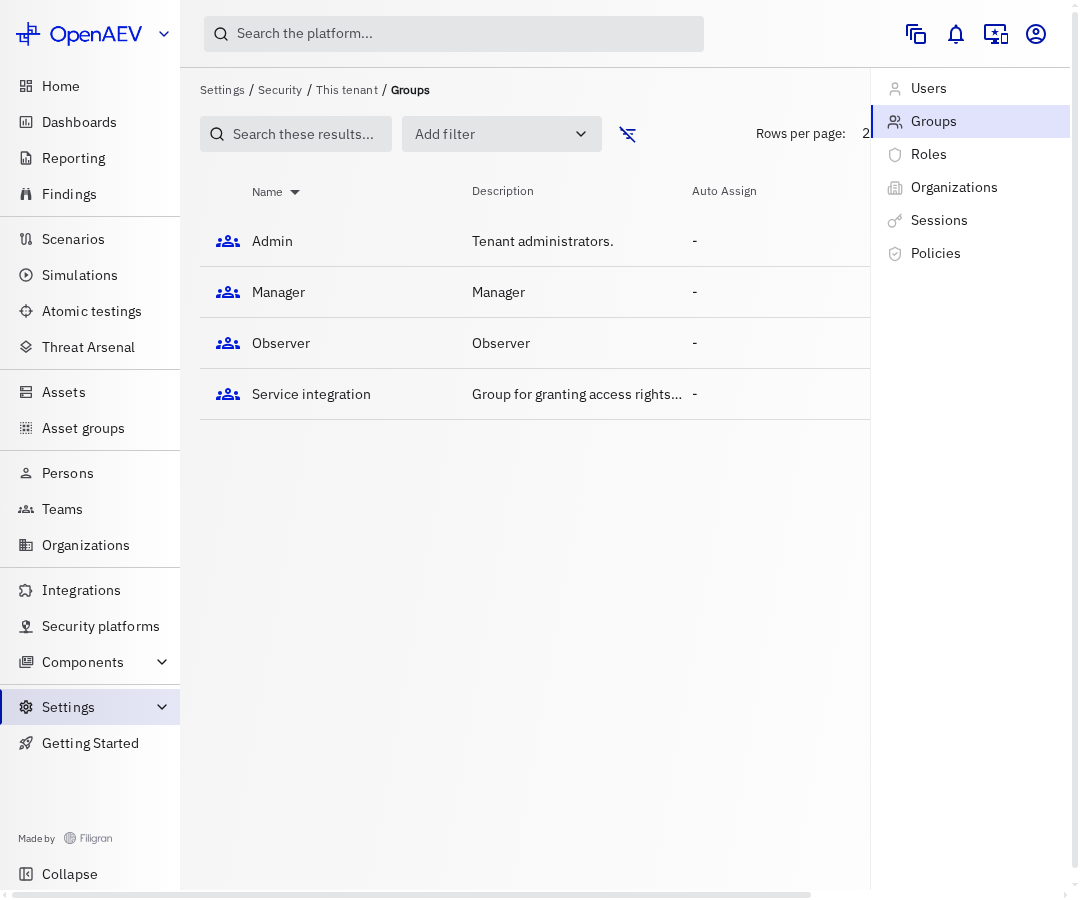 OpenAEV
Search the platform...
Home
Dashboards
Reporting
Findings
Scenarios
Simulations
Atomic testings
Threat Arsenal
Assets
Asset groups
Persons
Teams
Organizations
Integrations
Security platforms
Components
Settings
Getting Started
Made by Filigran
Collapse
Settings / Security / This tenant / Groups
Search these results...
Add filter
Rows per page: 2
Name Description Auto Assign
Admin Tenant administrators. -
Manager Manager -
Observer Observer -
Service integration Group for granting access rights... -
Users
Groups
Roles
Organizations
Sessions
Policies